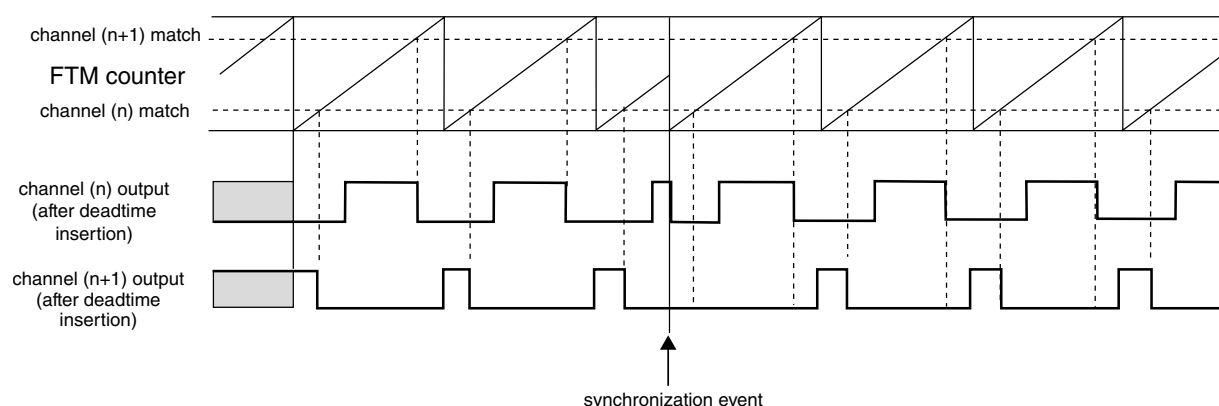 channel (n+1) match
FTM counter
channel (n) match
channel (n) output
(after deadtime
insertion)
channel (n+1) output
(after deadtime
insertion)
synchronization event